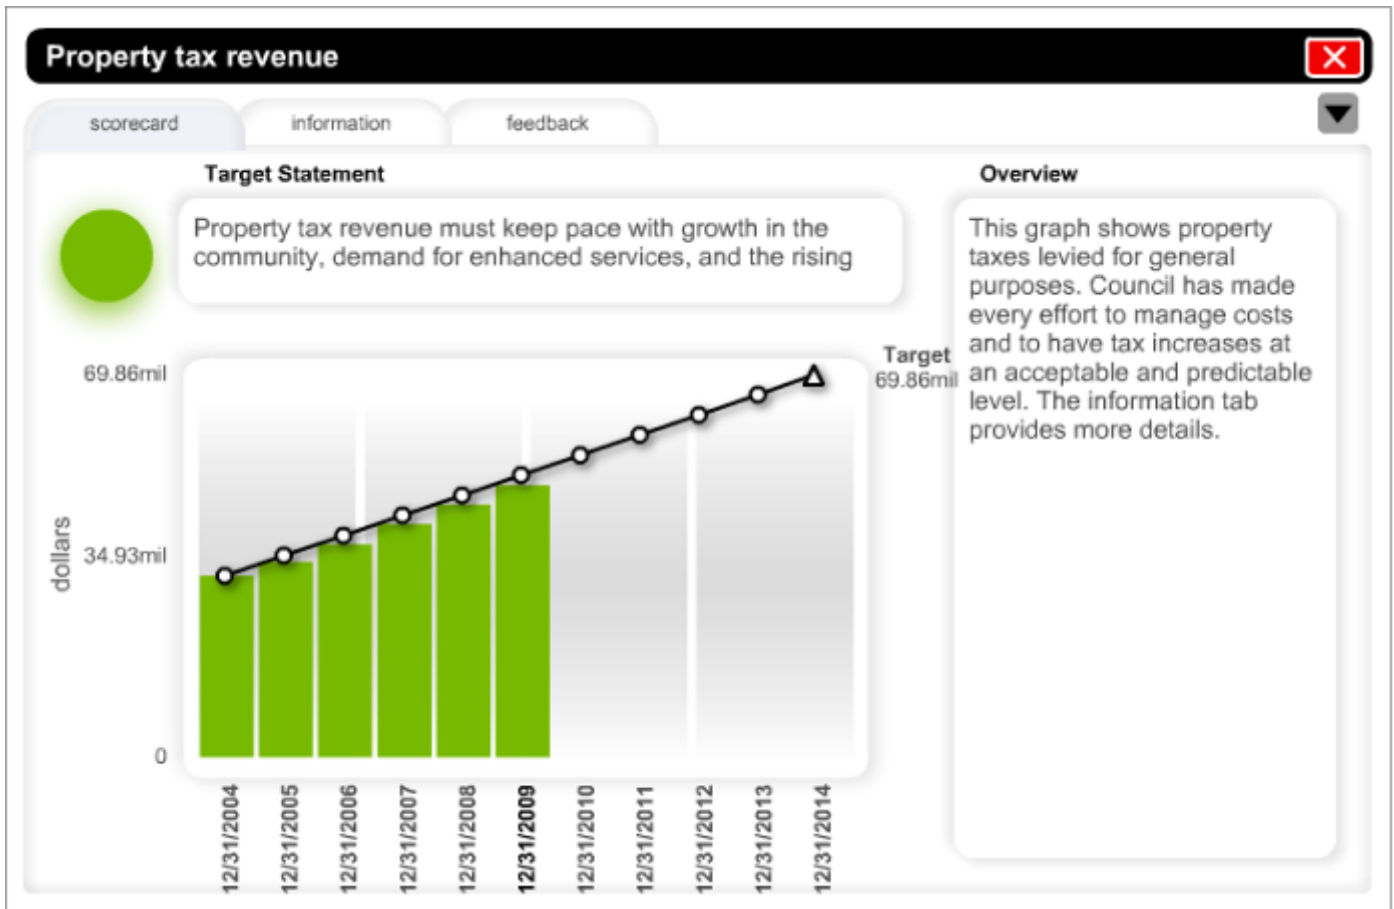 Property tax revenue
scorecard
information
feedback
Target Statement
Property tax revenue must keep pace with growth in the
community, demand for enhanced services, and the rising
Overview
This graph shows property
taxes levied for general
purposes. Council has made
every effort to manage costs
and to have tax increases at
an acceptable and predictable
level. The information tab
provides more details.
69.86mil
34.93mil
0
dollars
Target
69.86mil
12/31/2004
12/31/2005
12/31/2006
12/31/2007
12/31/2008
12/31/2009
12/31/2010
12/31/2011
12/31/2012
12/31/2013
12/31/2014